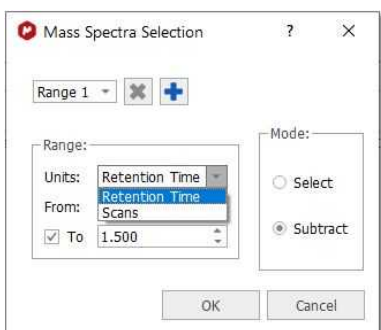 Mass Spectra Selection ? ×
Range 1
Range:
Units: Retention Time
Retention Time
From: Scans
To 1.500
Mode:
Select
Subtract
OK Cancel